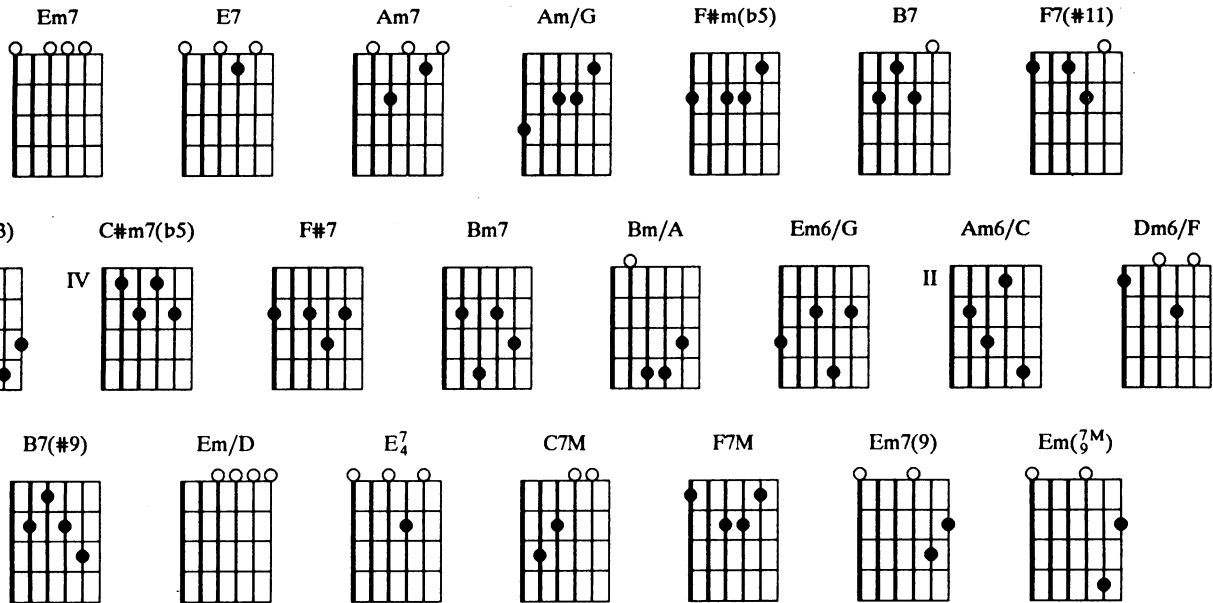 Em7 E7 Am7 Am/G F#m(b5) B7 F7(#11)
3) C#m7(b5) F#7 Bm7 Bm/A Em6/G Am6/C Dm6/F
IV II
B7(#9) Em/D E7/4 C7M F7M Em7(9) Em(7M/9)